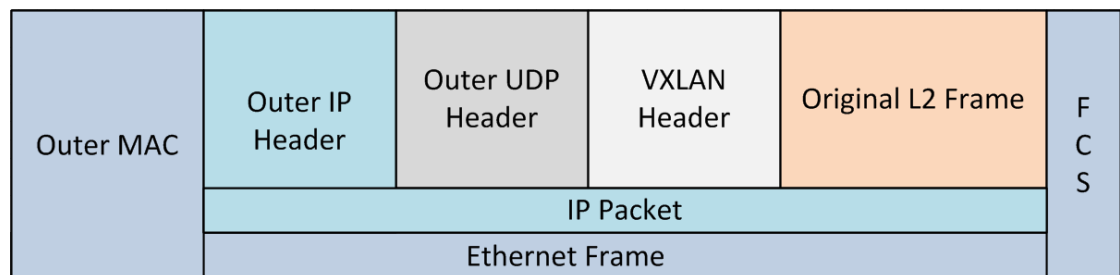 Outer MAC
Outer IP
Header
Outer UDP
Header
VXLAN
Header
Original L2 Frame
F
C
S
IP Packet
Ethernet Frame